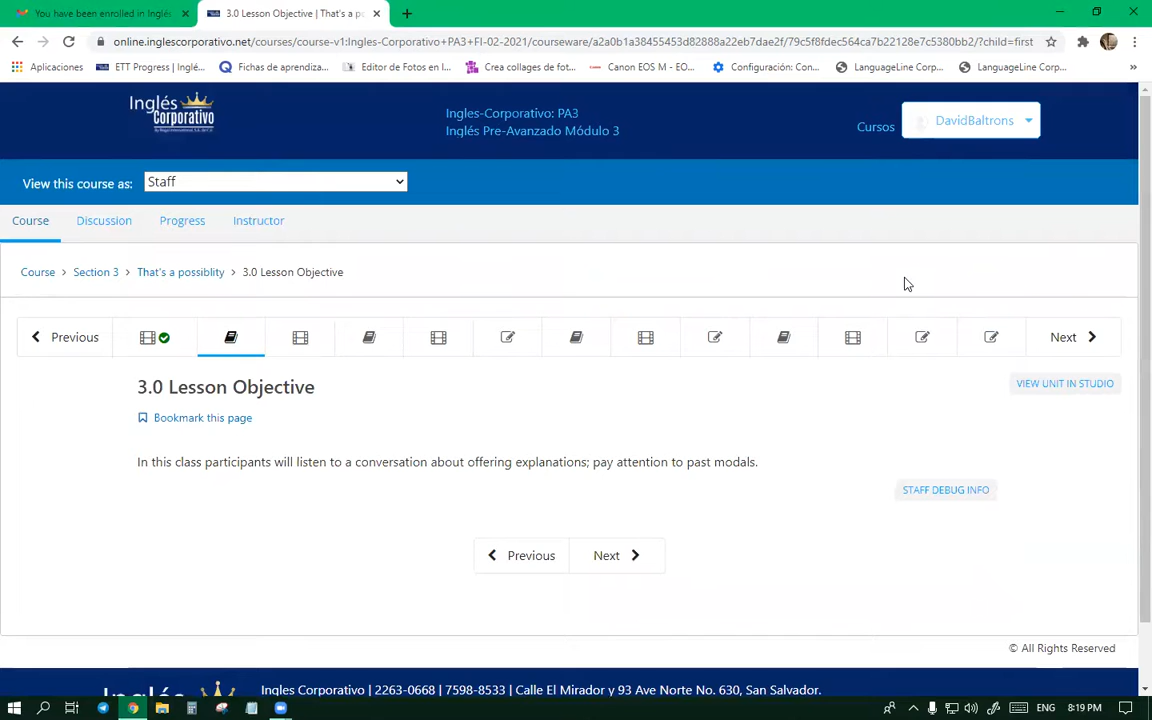 You have been enrolled in Inglés
3.0 Lesson Objective | That's a po
online.inglescorporativo.net/courses/course-v1:Ingles-Corporativo+PA3+FI-02-2021/courseware/a2a0b1a38455453d82888a22eb7dae2f/79c5f8fdec564ca7b22128e7c5380bb2/?child=first
Aplicaciones
ETT Progress | Inglé...
Fichas de aprendiza...
Editor de Fotos en l...
Crea collages de fot...
Canon EOS M - EO...
Configuración: Con...
LanguageLine Corp...
LanguageLine Corp...
»
Inglés
Corporativo
Ingles-Corporativo: PA3
Inglés Pre-Avanzado Módulo 3
Cursos
DavidBaltrons
View this course as:
Staff
Course
Discussion
Progress
Instructor
Course > Section 3 > That's a possiblity > 3.0 Lesson Objective
Previous
Next
3.0 Lesson Objective
VIEW UNIT IN STUDIO
Bookmark this page
In this class participants will listen to a conversation about offering explanations; pay attention to past modals.
STAFF DEBUG INFO
Previous
Next
© All Rights Reserved
Inglés
Ingles Corporativo | 2263-0668 | 7598-8533 | Calle El Mirador y 93 Ave Norte No. 630, San Salvador.
ENG
8:19 PM